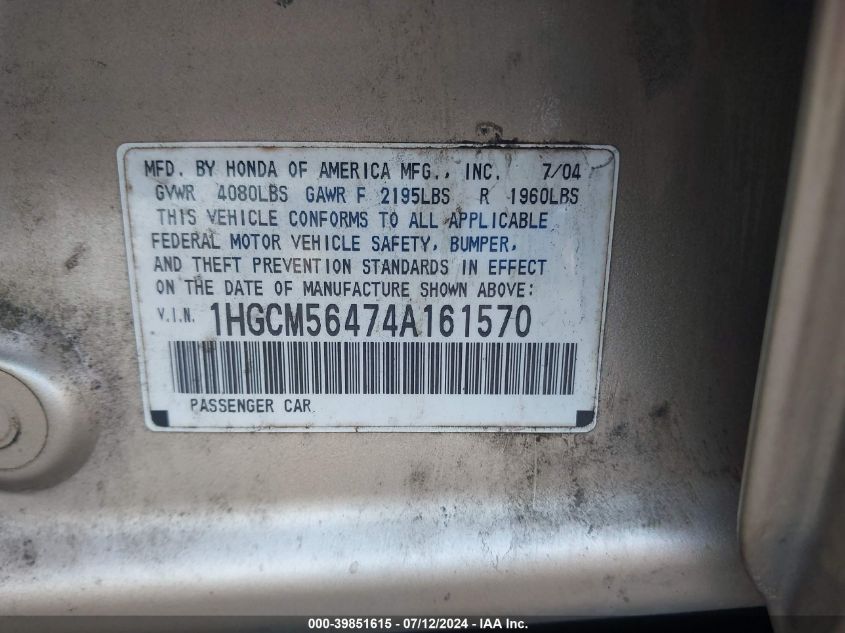 MFD. BY HONDA OF AMERICA MFG., INC. 7/04
GVWR 4080LBS GAWR F 2195LBS R 1960LBS
THIS VEHICLE CONFORMS TO ALL APPLICABLE
FEDERAL MOTOR VEHICLE SAFETY, BUMPER,
AND THEFT PREVENTION STANDARDS IN EFFECT
ON THE DATE OF MANUFACTURE SHOWN ABOVE:
V.I.N. 1HGCM56474A161570
PASSENGER CAR
000-39851615 - 07/12/2024 - IAA Inc.